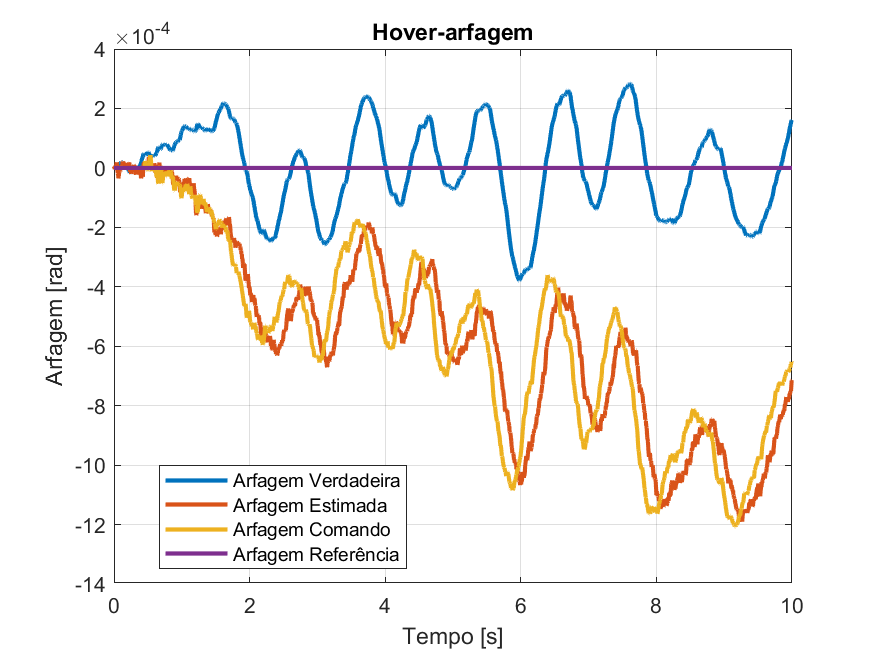 Hover-arfagem
×10-4
4
2
0
-2
-4
-6
-8
-10
-12
-14
Arfagem [rad]
Arfagem Verdadeira
Arfagem Estimada
Arfagem Comando
Arfagem Referência
0 2 4 6 8 10
Tempo [s]